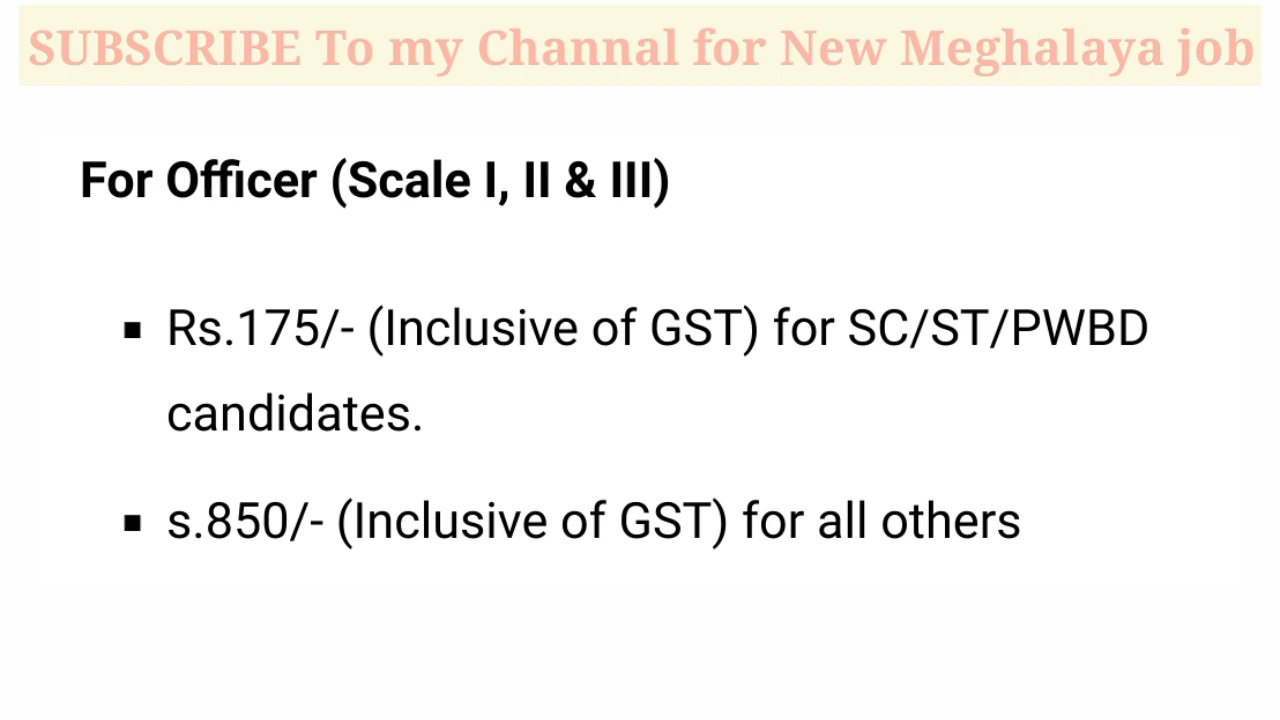 SUBSCRIBE To my Channal for New Meghalaya job
For Officer (Scale I, II & III)
▪ Rs.175/- (Inclusive of GST) for SC/ST/PWBD
candidates.
▪ s.850/- (Inclusive of GST) for all others